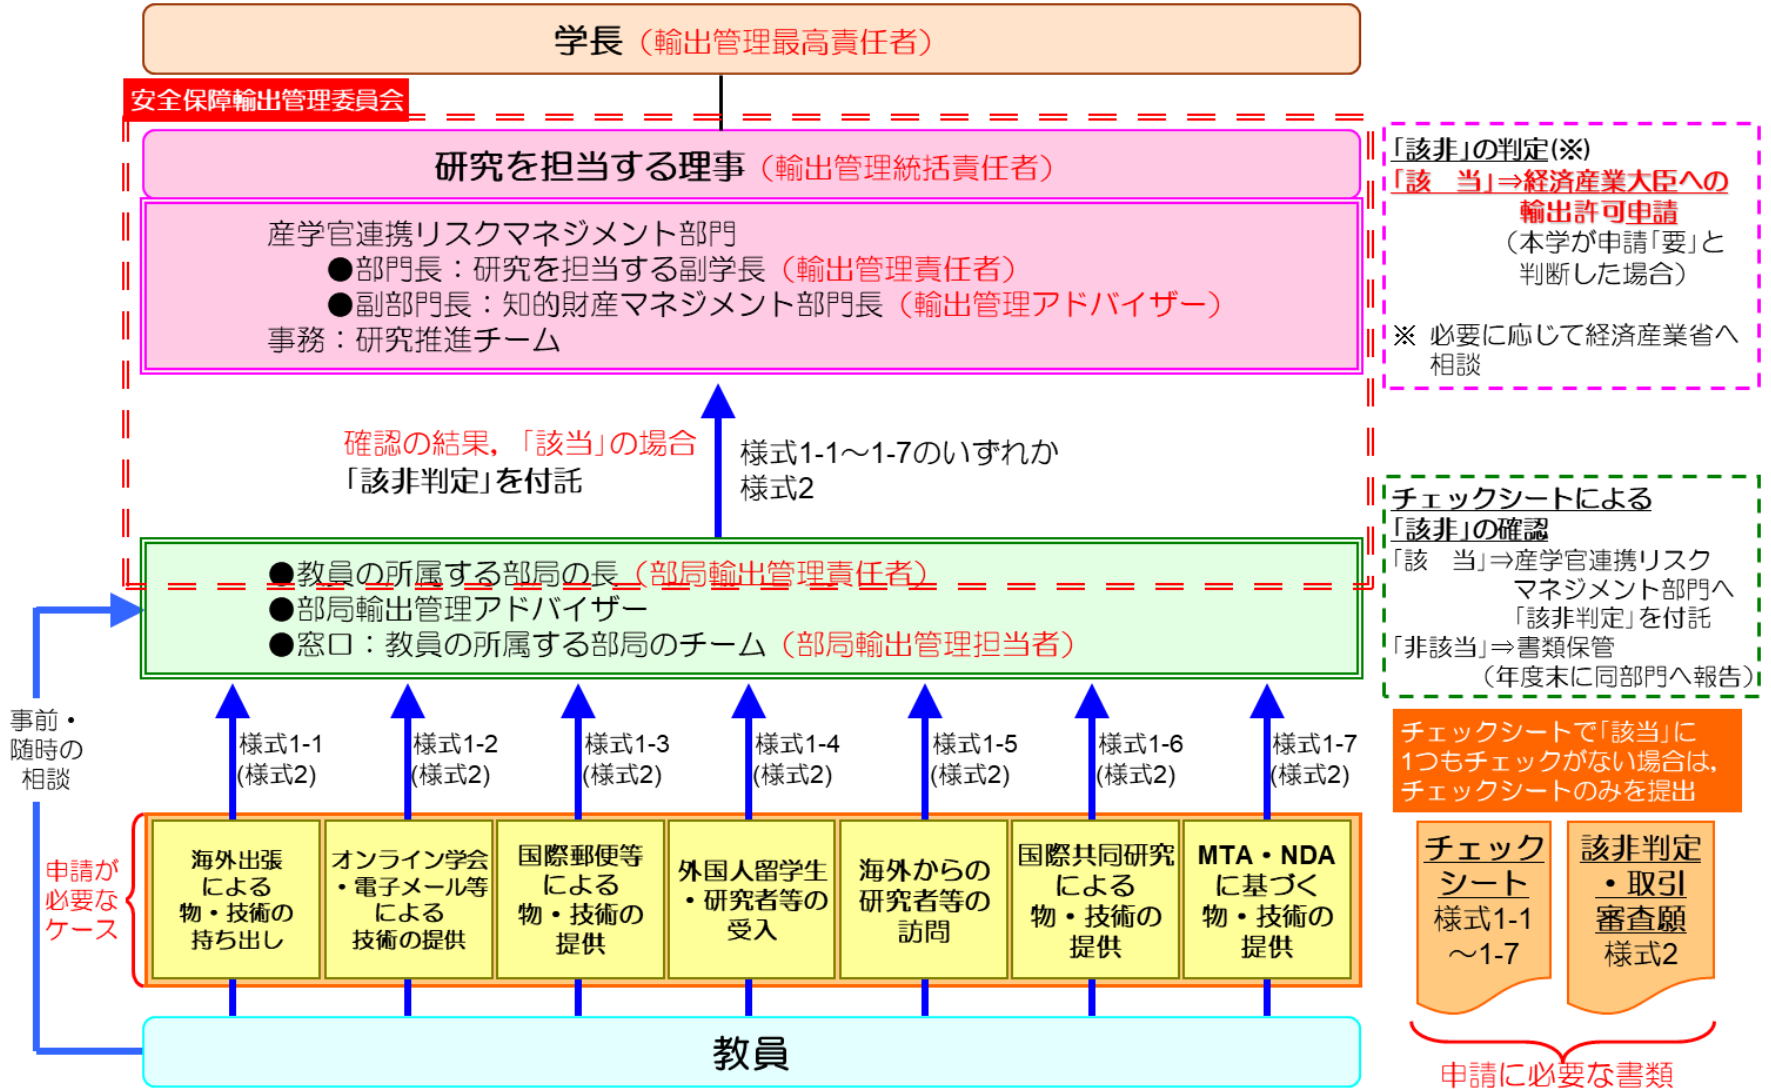 学長（輸出管理最高責任者）
安全保障輸出管理委員会
研究を担当する理事（輸出管理統括責任者）
産学官連携リスクマネジメント部門
●部門長：研究を担当する副学長（輸出管理責任者）
●副部門長：知的財産マネジメント部門長（輸出管理アドバイザー）
事務：研究推進チーム
「該非」の判定(※)
「該　当」⇒経済産業大臣への
輸出許可申請
（本学が申請「要」と
判断した場合）
※ 必要に応じて経済産業省へ
相談
確認の結果，「該当」の場合
「該非判定」を付託
様式1-1～1-7のいずれか
様式2
●教員の所属する部局の長（部局輸出管理責任者）
●部局輸出管理アドバイザー
●窓口：教員の所属する部局のチーム（部局輸出管理担当者）
チェックシートによる
「該非」の確認
「該　当」⇒産学官連携リスク
マネジメント部門へ
「該非判定」を付託
「非該当」⇒書類保管
（年度末に同部門へ報告）
事前・
随時の
相談
様式1-1
(様式2)
様式1-2
(様式2)
様式1-3
(様式2)
様式1-4
(様式2)
様式1-5
(様式2)
様式1-6
(様式2)
様式1-7
(様式2)
チェックシートで「該当」に
1つもチェックがない場合は，
チェックシートのみを提出
申請が
必要な
ケース
海外出張
による
物・技術の
持ち出し
オンライン学会
・電子メール等
による
技術の提供
国際郵便等
による
物・技術の
提供
外国人留学生
・研究者等の
受入
海外からの
研究者等の
訪問
国際共同研究
による
物・技術の
提供
MTA・NDA
に基づく
物・技術の
提供
チェック
シート
様式1-1
～1-7
該非判定
・取引
審査願
様式2
教員
申請に必要な書類